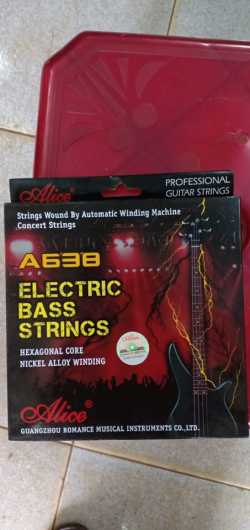 Alice
PROFESSIONAL
GUITAR STRINGS
Strings Wound By Automatic Winding Machine
Concert Strings
A638
ELECTRIC
BASS
STRINGS
HEXAGONAL CORE
NICKEL ALLOY WINDING
Alice®
GUANGZHOU ROMANCE MUSICAL INSTRUMENTS CO.,LTD.